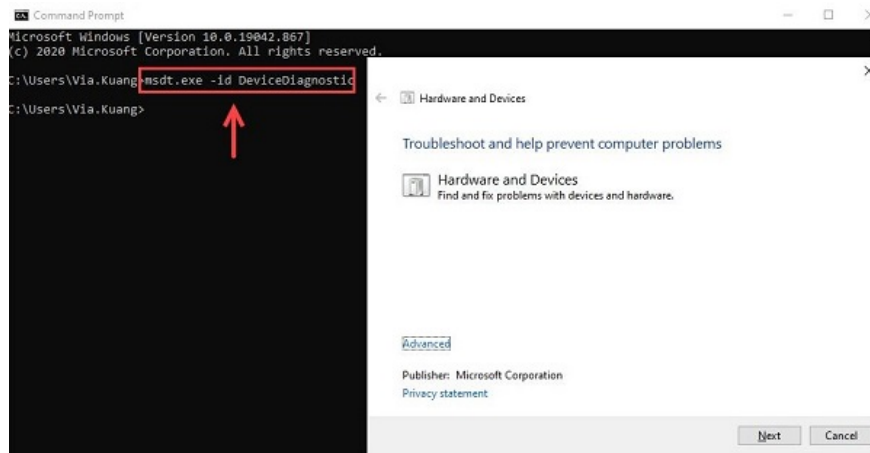 Command Prompt
Microsoft Windows [Version 10.0.19042.867]
(c) 2020 Microsoft Corporation. All rights reserved.
C:\Users\Via.Kuang>msdt.exe -id DeviceDiagnostic
C:\Users\Via.Kuang>
Hardware and Devices
Troubleshoot and help prevent computer problems
Hardware and Devices
Find and fix problems with devices and hardware.
Advanced
Publisher: Microsoft Corporation
Privacy statement
Next Cancel